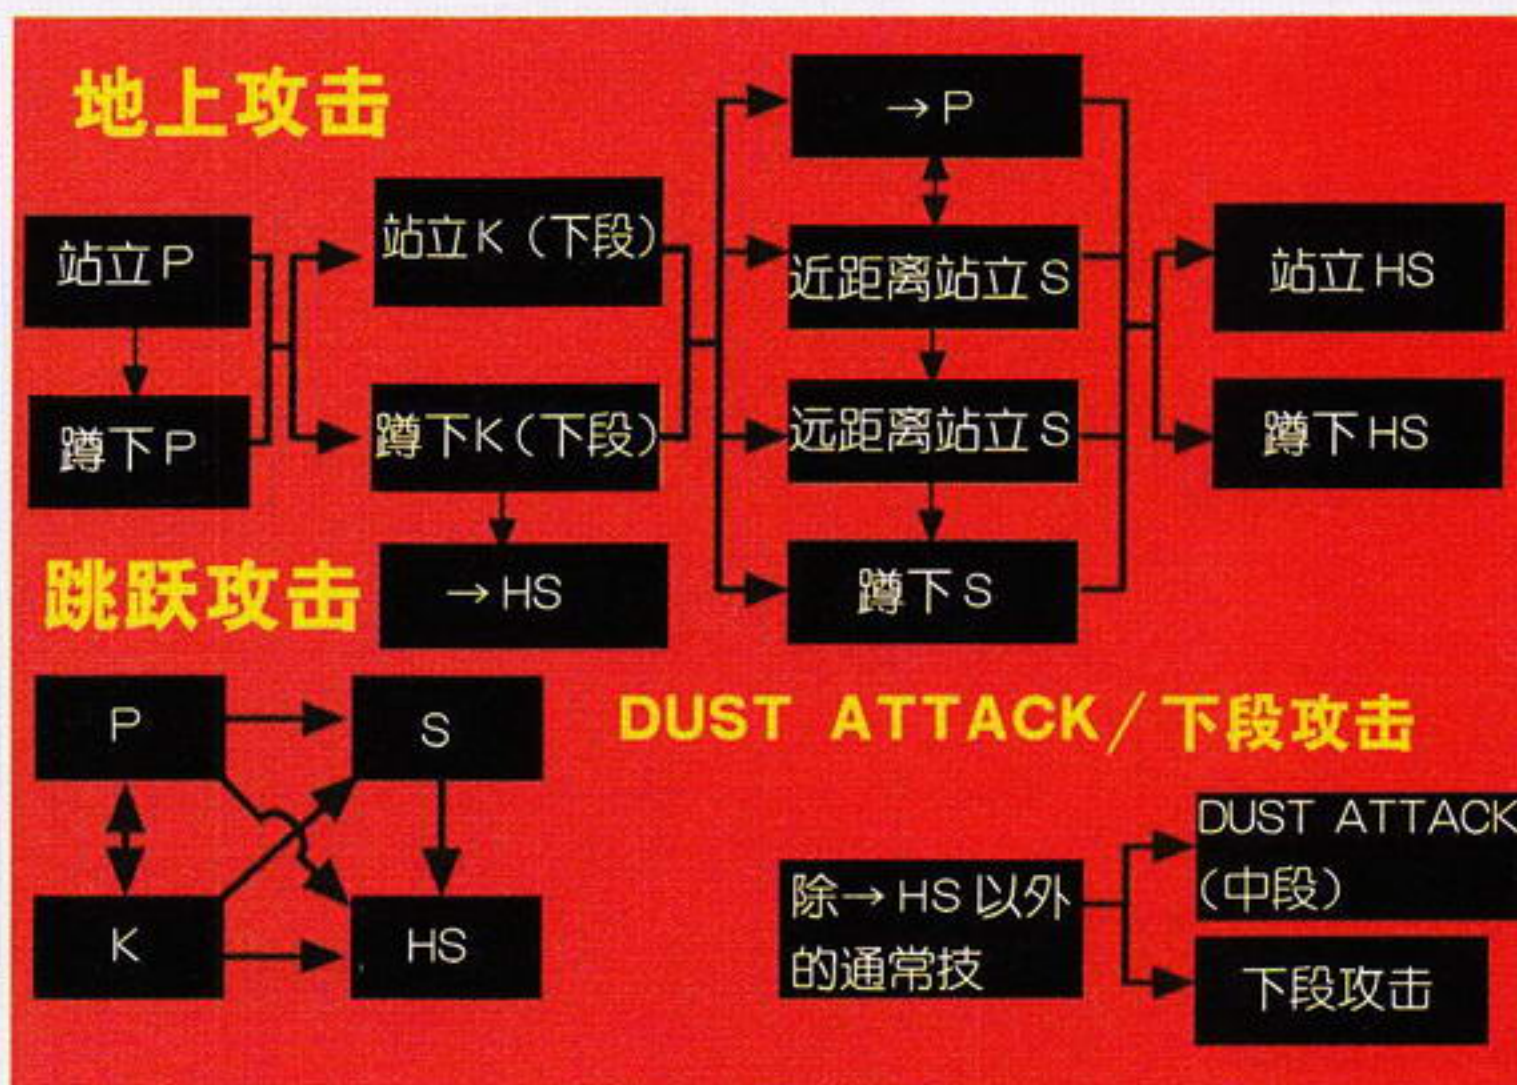 地上攻击
站立P
蹲下P
站立K(下段)
蹲下K(下段)
→HS
→P
近距离站立S
远距离站立S
蹲下S
站立HS
蹲下HS
跳跃攻击
P
S
K
HS
DUST ATTACK/下段攻击
除→HS以外
的通常技
DUST ATTACK
(中段)
下段攻击